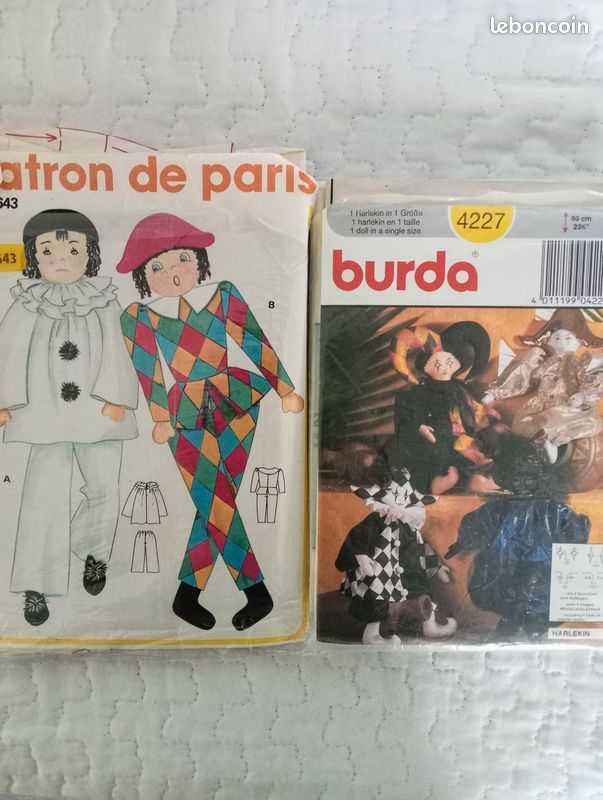 leboncoin
atron de paris
643
643
B
A
1 Harlekin in 1 Größe
1 harlekin en 1 taille
1 doll in a single size
4227
60 cm
23⅝"
burda®
4 011199 0422
HARLEKIN